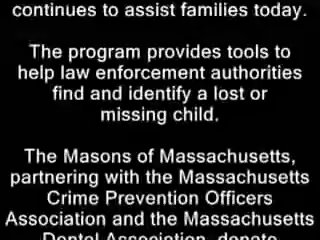 continues to assist families today.
The program provides tools to
help law enforcement authorities
find and identify a lost or
missing child.
The Masons of Massachusetts,
partnering with the Massachusetts
Crime Prevention Officers
Association and the Massachusetts
Dental Association, donate